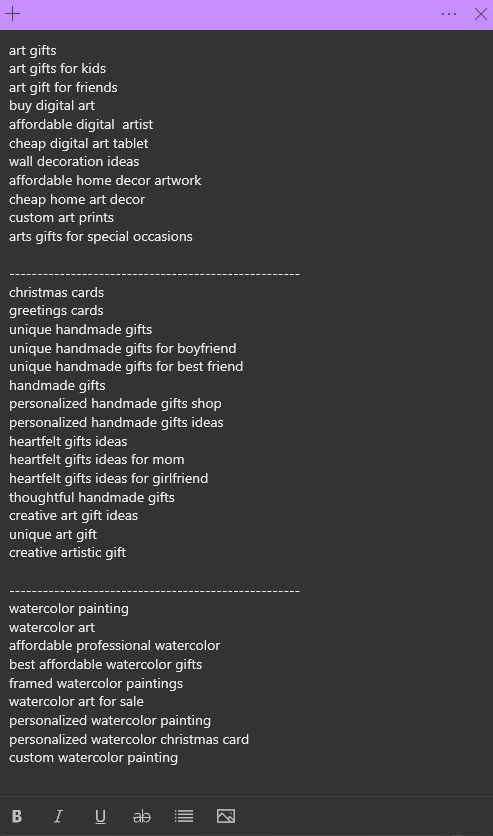 art gifts
art gifts for kids
art gift for friends
buy digital art
affordable digital  artist
cheap digital art tablet
wall decoration ideas
affordable home decor artwork
cheap home art decor
custom art prints
arts gifts for special occasions
----------------------------------------------------
christmas cards
greetings cards
unique handmade gifts
unique handmade gifts for boyfriend
unique handmade gifts for best friend
handmade gifts
personalized handmade gifts shop
personalized handmade gifts ideas
heartfelt gifts ideas
heartfelt gifts ideas for mom
heartfelt gifts ideas for girlfriend
thoughtful handmade gifts
creative art gift ideas
unique art gift
creative artistic gift
----------------------------------------------------
watercolor painting
watercolor art
affordable professional watercolor
best affordable watercolor gifts
framed watercolor paintings
watercolor art for sale
personalized watercolor painting
personalized watercolor christmas card
custom watercolor painting
B I U ab